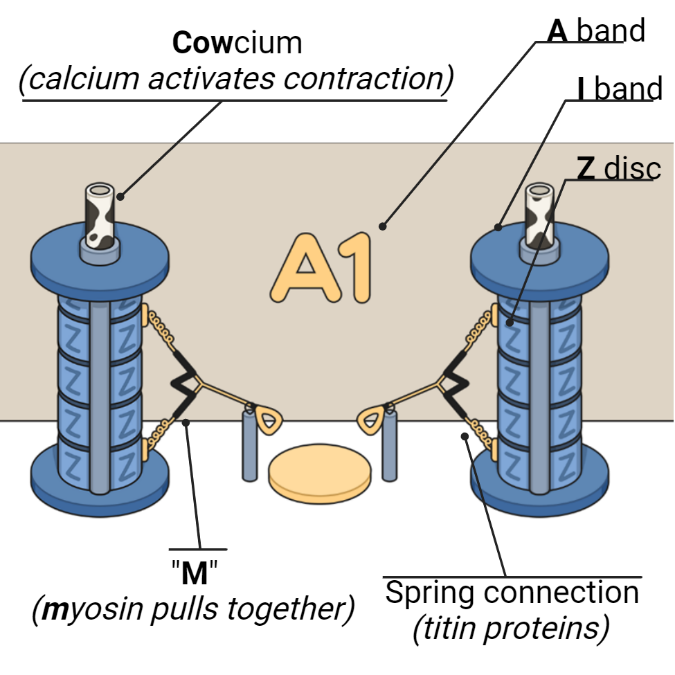 Cowcium
(calcium activates contraction)
A band
I band
Z disc
A1
Z Z
Z Z
Z Z
Z Z
Z Z
Z Z
Z Z
Z Z
"M"
(myosin pulls together)
Spring connection
(titin proteins)